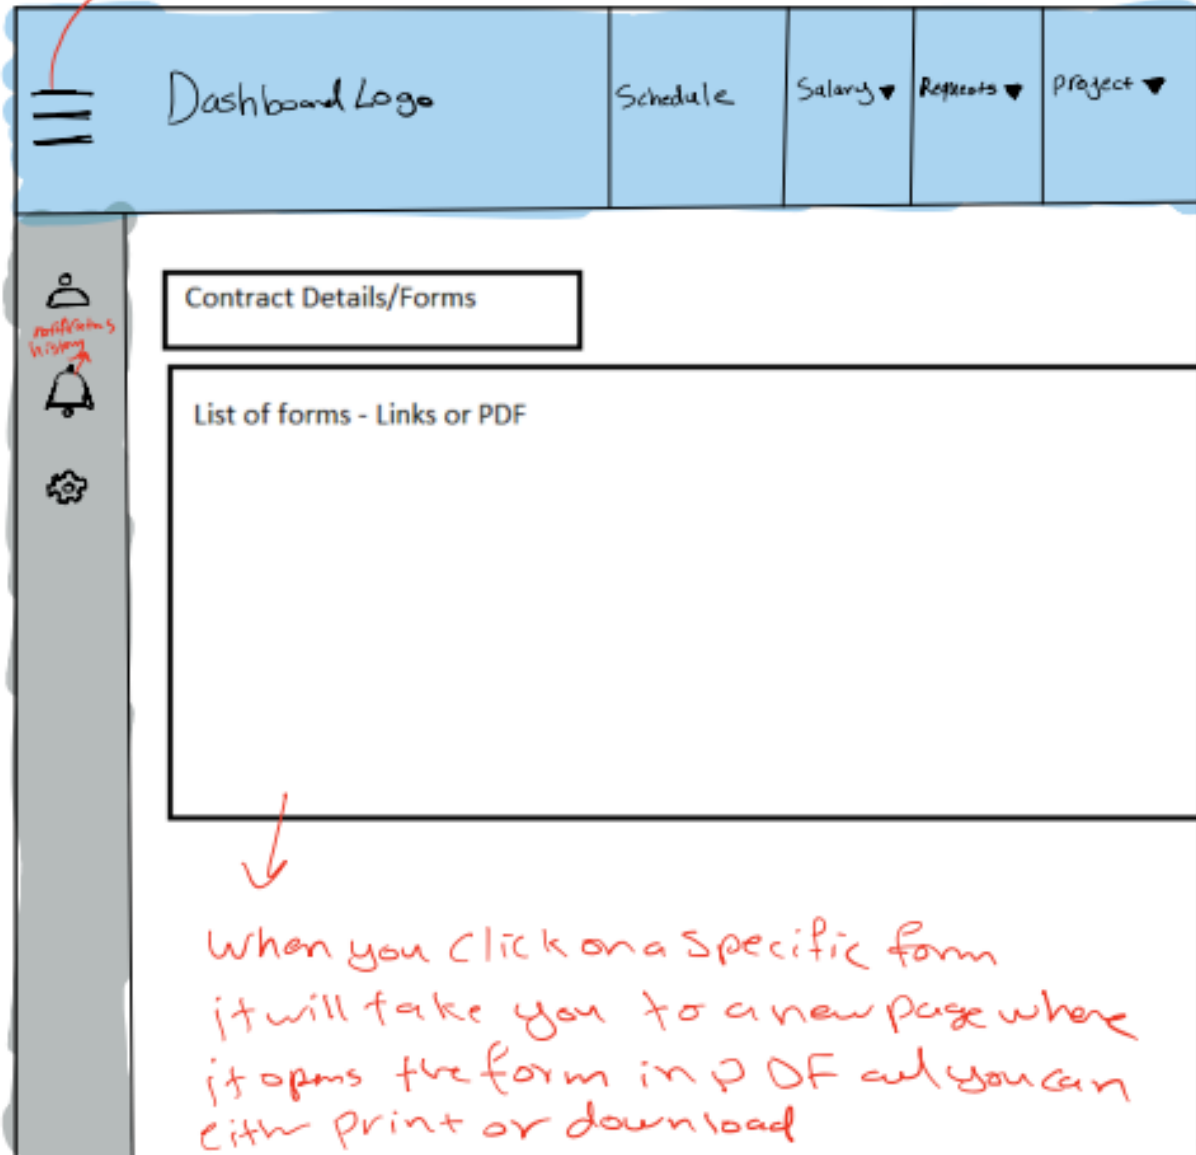 Dashboard Logo
Schedule
Salary
Requests
Project
notifications
history
Contract Details/Forms
List of forms - Links or PDF
When you click on a specific form
it will take you to a new page where
it opens the form in PDF and you can
either print or download